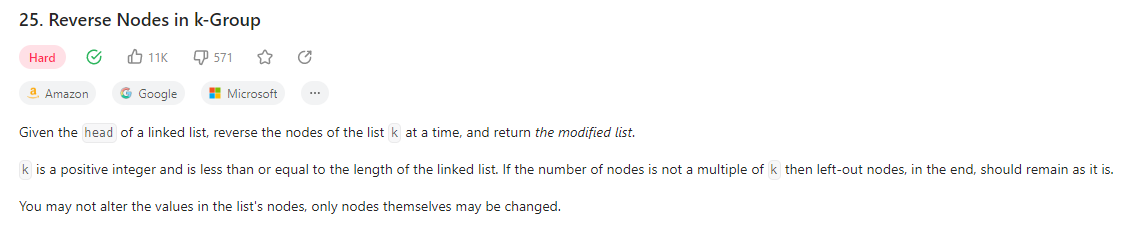 25. Reverse Nodes in k-Group
Hard 11K 571
Amazon Google Microsoft ...
Given the head of a linked list, reverse the nodes of the list k at a time, and return the modified list.
k is a positive integer and is less than or equal to the length of the linked list. If the number of nodes is not a multiple of k then left-out nodes, in the end, should remain as it is.
You may not alter the values in the list's nodes, only nodes themselves may be changed.